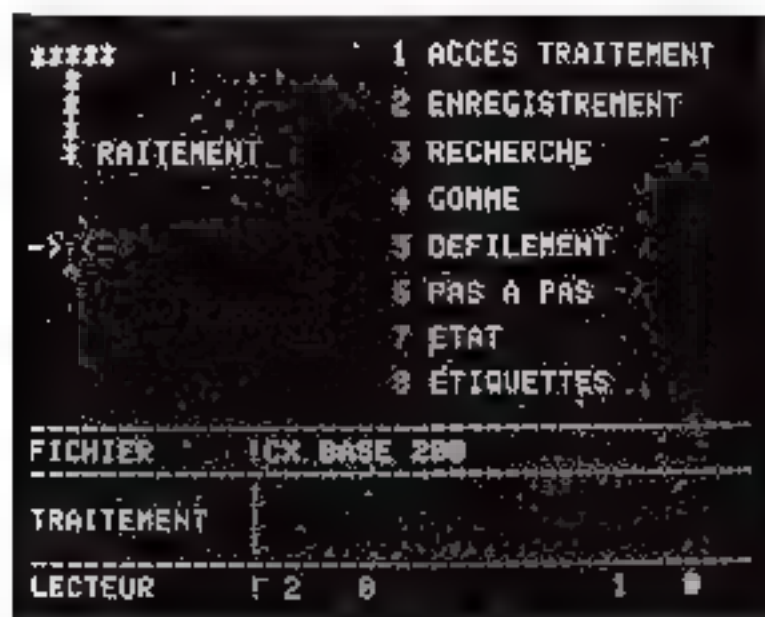 ***** 1 ACCES TRAITEMENT
*
* 2 ENREGISTREMENT
*
* RAITEMENT 3 RECHERCHE
4 GOMME
->?<- 5 DEFILEMENT
6 PAS A PAS
7 ETAT
8 ETIQUETTES
FICHIER !CX BASE 200
TRAITEMENT
LECTEUR ! 2 0 1 0